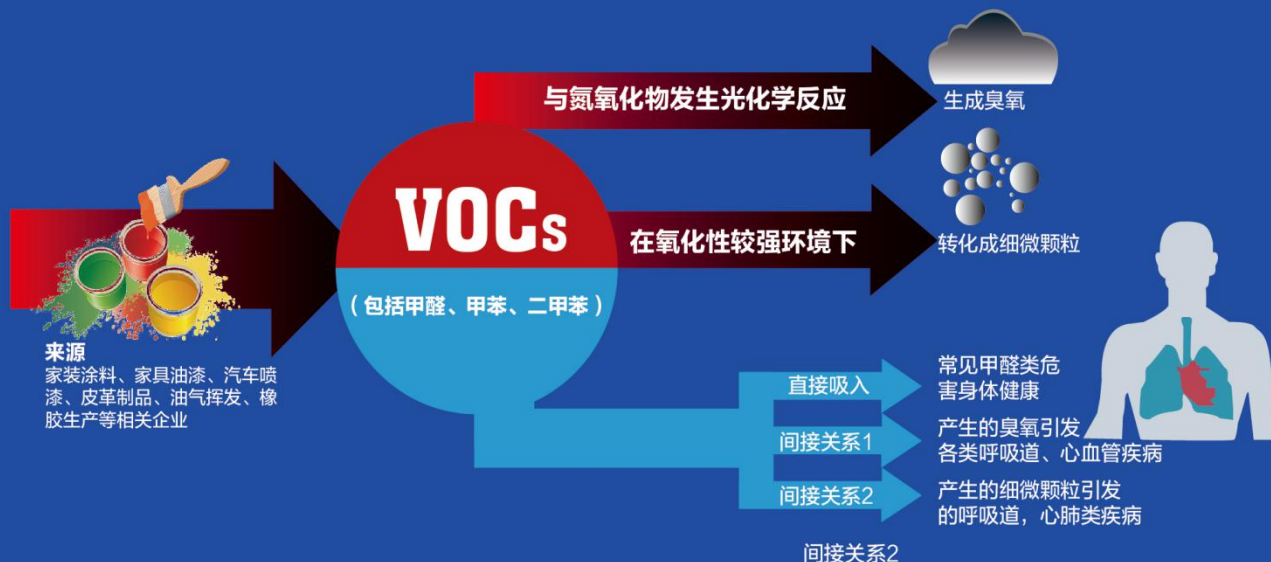 与氮氧化物发生光化学反应
生成臭氧
VOCs
（包括甲醛、甲苯、二甲苯）
在氧化性较强环境下
转化成细微颗粒
来源
家装涂料、家具油漆、汽车喷
漆、皮革制品、油气挥发、橡
胶生产等相关企业
直接吸入
常见甲醛类危
害身体健康
间接关系1
产生的臭氧引发
各类呼吸道、心血管疾病
间接关系2
产生的细微颗粒引发
的呼吸道，心肺类疾病
间接关系2